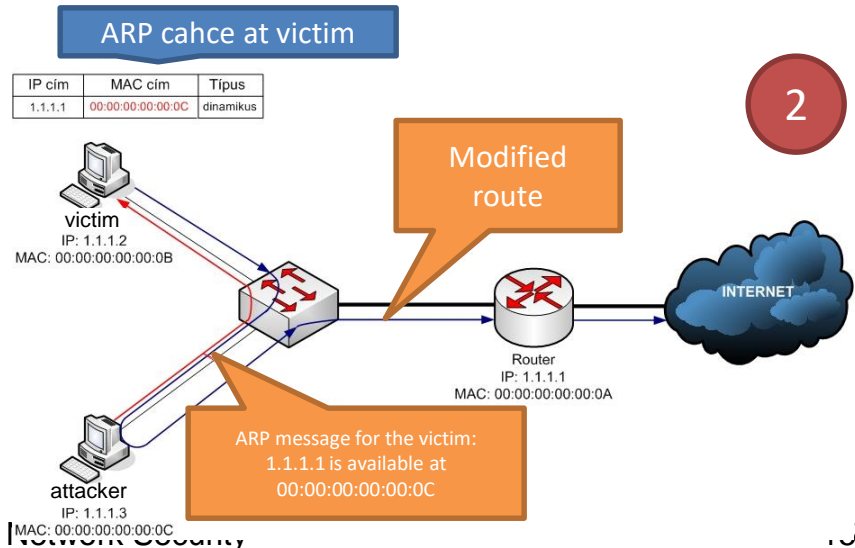 ARP cahce at victim
IP cím MAC cím Típus
1.1.1.1 00:00:00:00:00:0C dinamikus
2
Modified
route
victim
IP: 1.1.1.2
MAC: 00:00:00:00:00:0B
INTERNET
Router
IP: 1.1.1.1
MAC: 00:00:00:00:00:0A
ARP message for the victim:
1.1.1.1 is available at
00:00:00:00:00:0C
attacker
IP: 1.1.1.3
MAC: 00:00:00:00:00:0C
Network Security